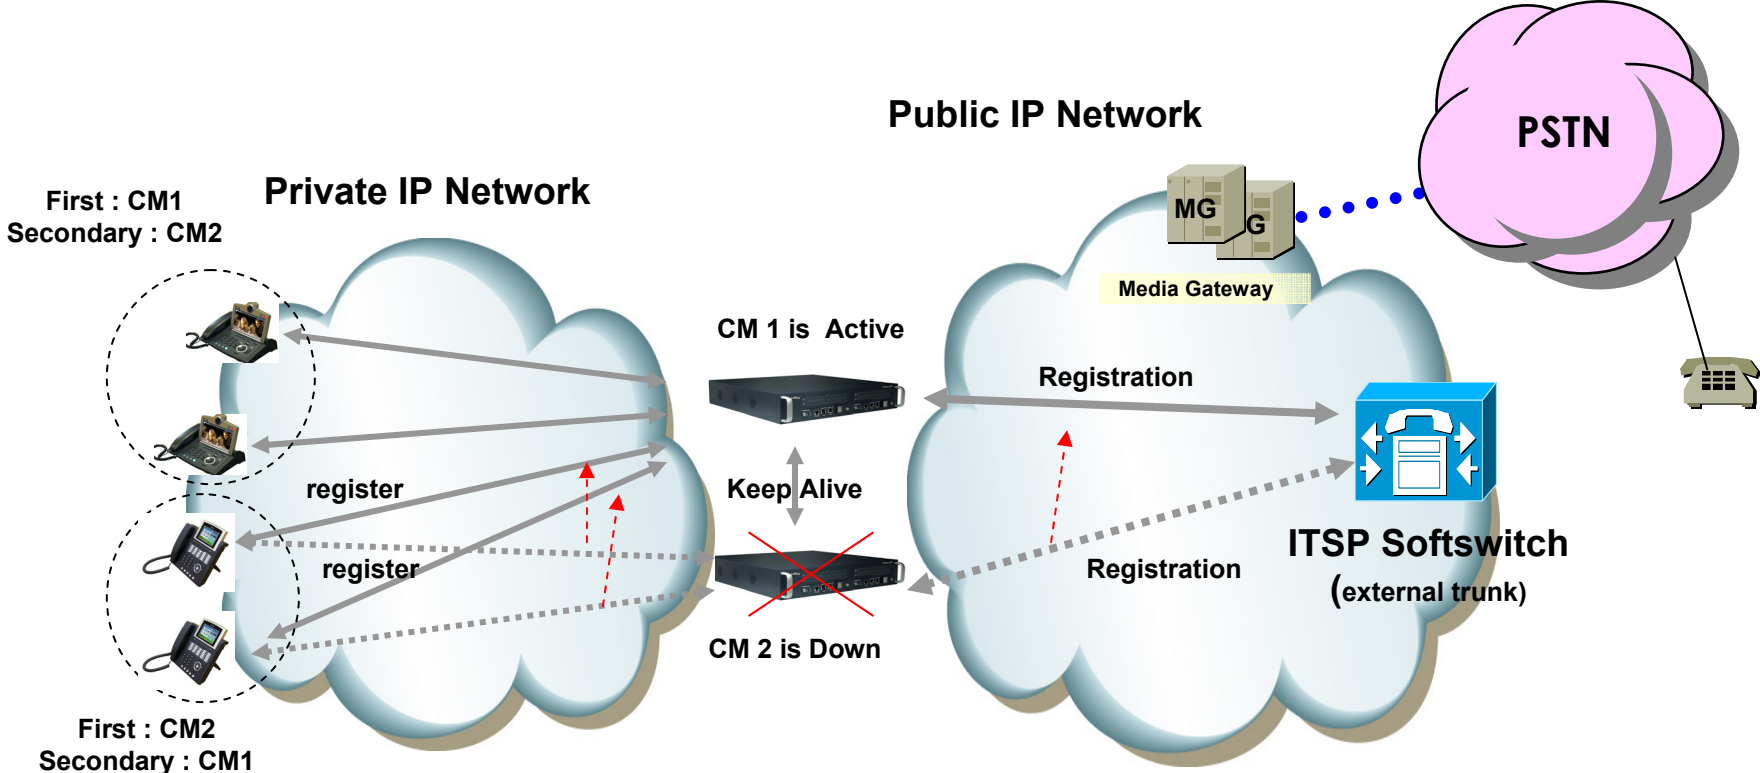 Public IP Network
PSTN
Private IP Network
First : CM1
Secondary : CM2
MG
G
Media Gateway
CM 1 is Active
Registration
register
Keep Alive
register
Registration
ITSP Softswitch
(external trunk)
CM 2 is Down
First : CM2
Secondary : CM1